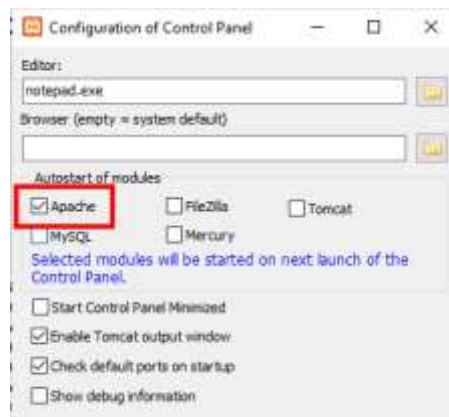 Configuration of Control Panel
Editor:
notepad.exe
Browser (empty = system default)
Autostart of modules
Apache FileZilla Tomcat
MySQL Mercury
Selected modules will be started on next launch of the
Control Panel.
Start Control Panel Minimized
Enable Tomcat output window
Check default ports on startup
Show debug information